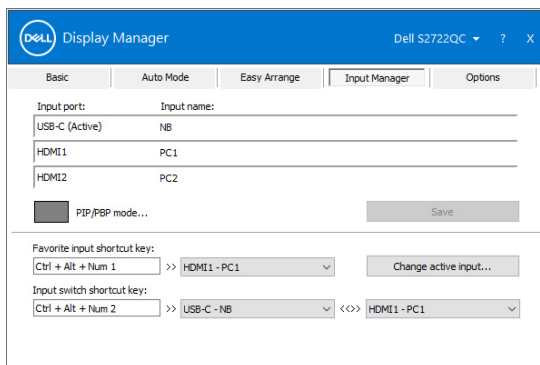 DELL Display Manager Dell S2722QC ? X
Basic Auto Mode Easy Arrange Input Manager Options
Input port: Input name:
USB-C (Active) NB
HDMI1 PC1
HDMI2 PC2
PIP/PBP mode... Save
Favorite input shortcut key:
Ctrl + Alt + Num 1 >> HDMI1 - PC1 Change active input...
Input switch shortcut key:
Ctrl + Alt + Num 2 >> USB-C - NB <<>> HDMI1 - PC1